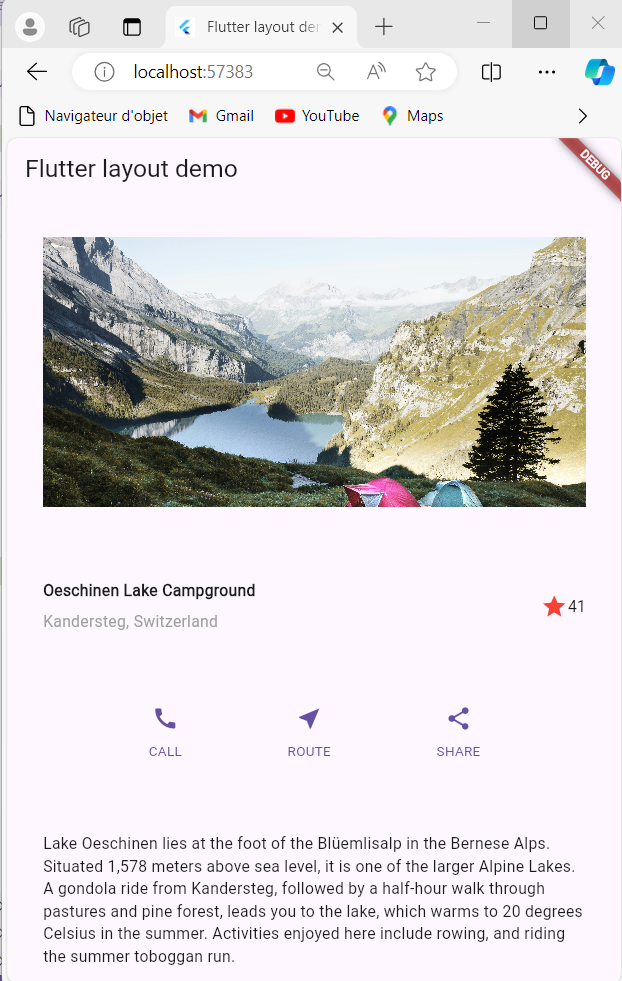 Flutter layout der
localhost:57383
Navigateur d'objet
Gmail
YouTube
Maps
Flutter layout demo
DEBUG
Oeschinen Lake Campground
Kandersteg, Switzerland
41
CALL
ROUTE
SHARE
Lake Oeschinen lies at the foot of the Blüemlisalp in the Bernese Alps.
Situated 1,578 meters above sea level, it is one of the larger Alpine Lakes.
A gondola ride from Kandersteg, followed by a half-hour walk through
pastures and pine forest, leads you to the lake, which warms to 20 degrees
Celsius in the summer. Activities enjoyed here include rowing, and riding
the summer toboggan run.